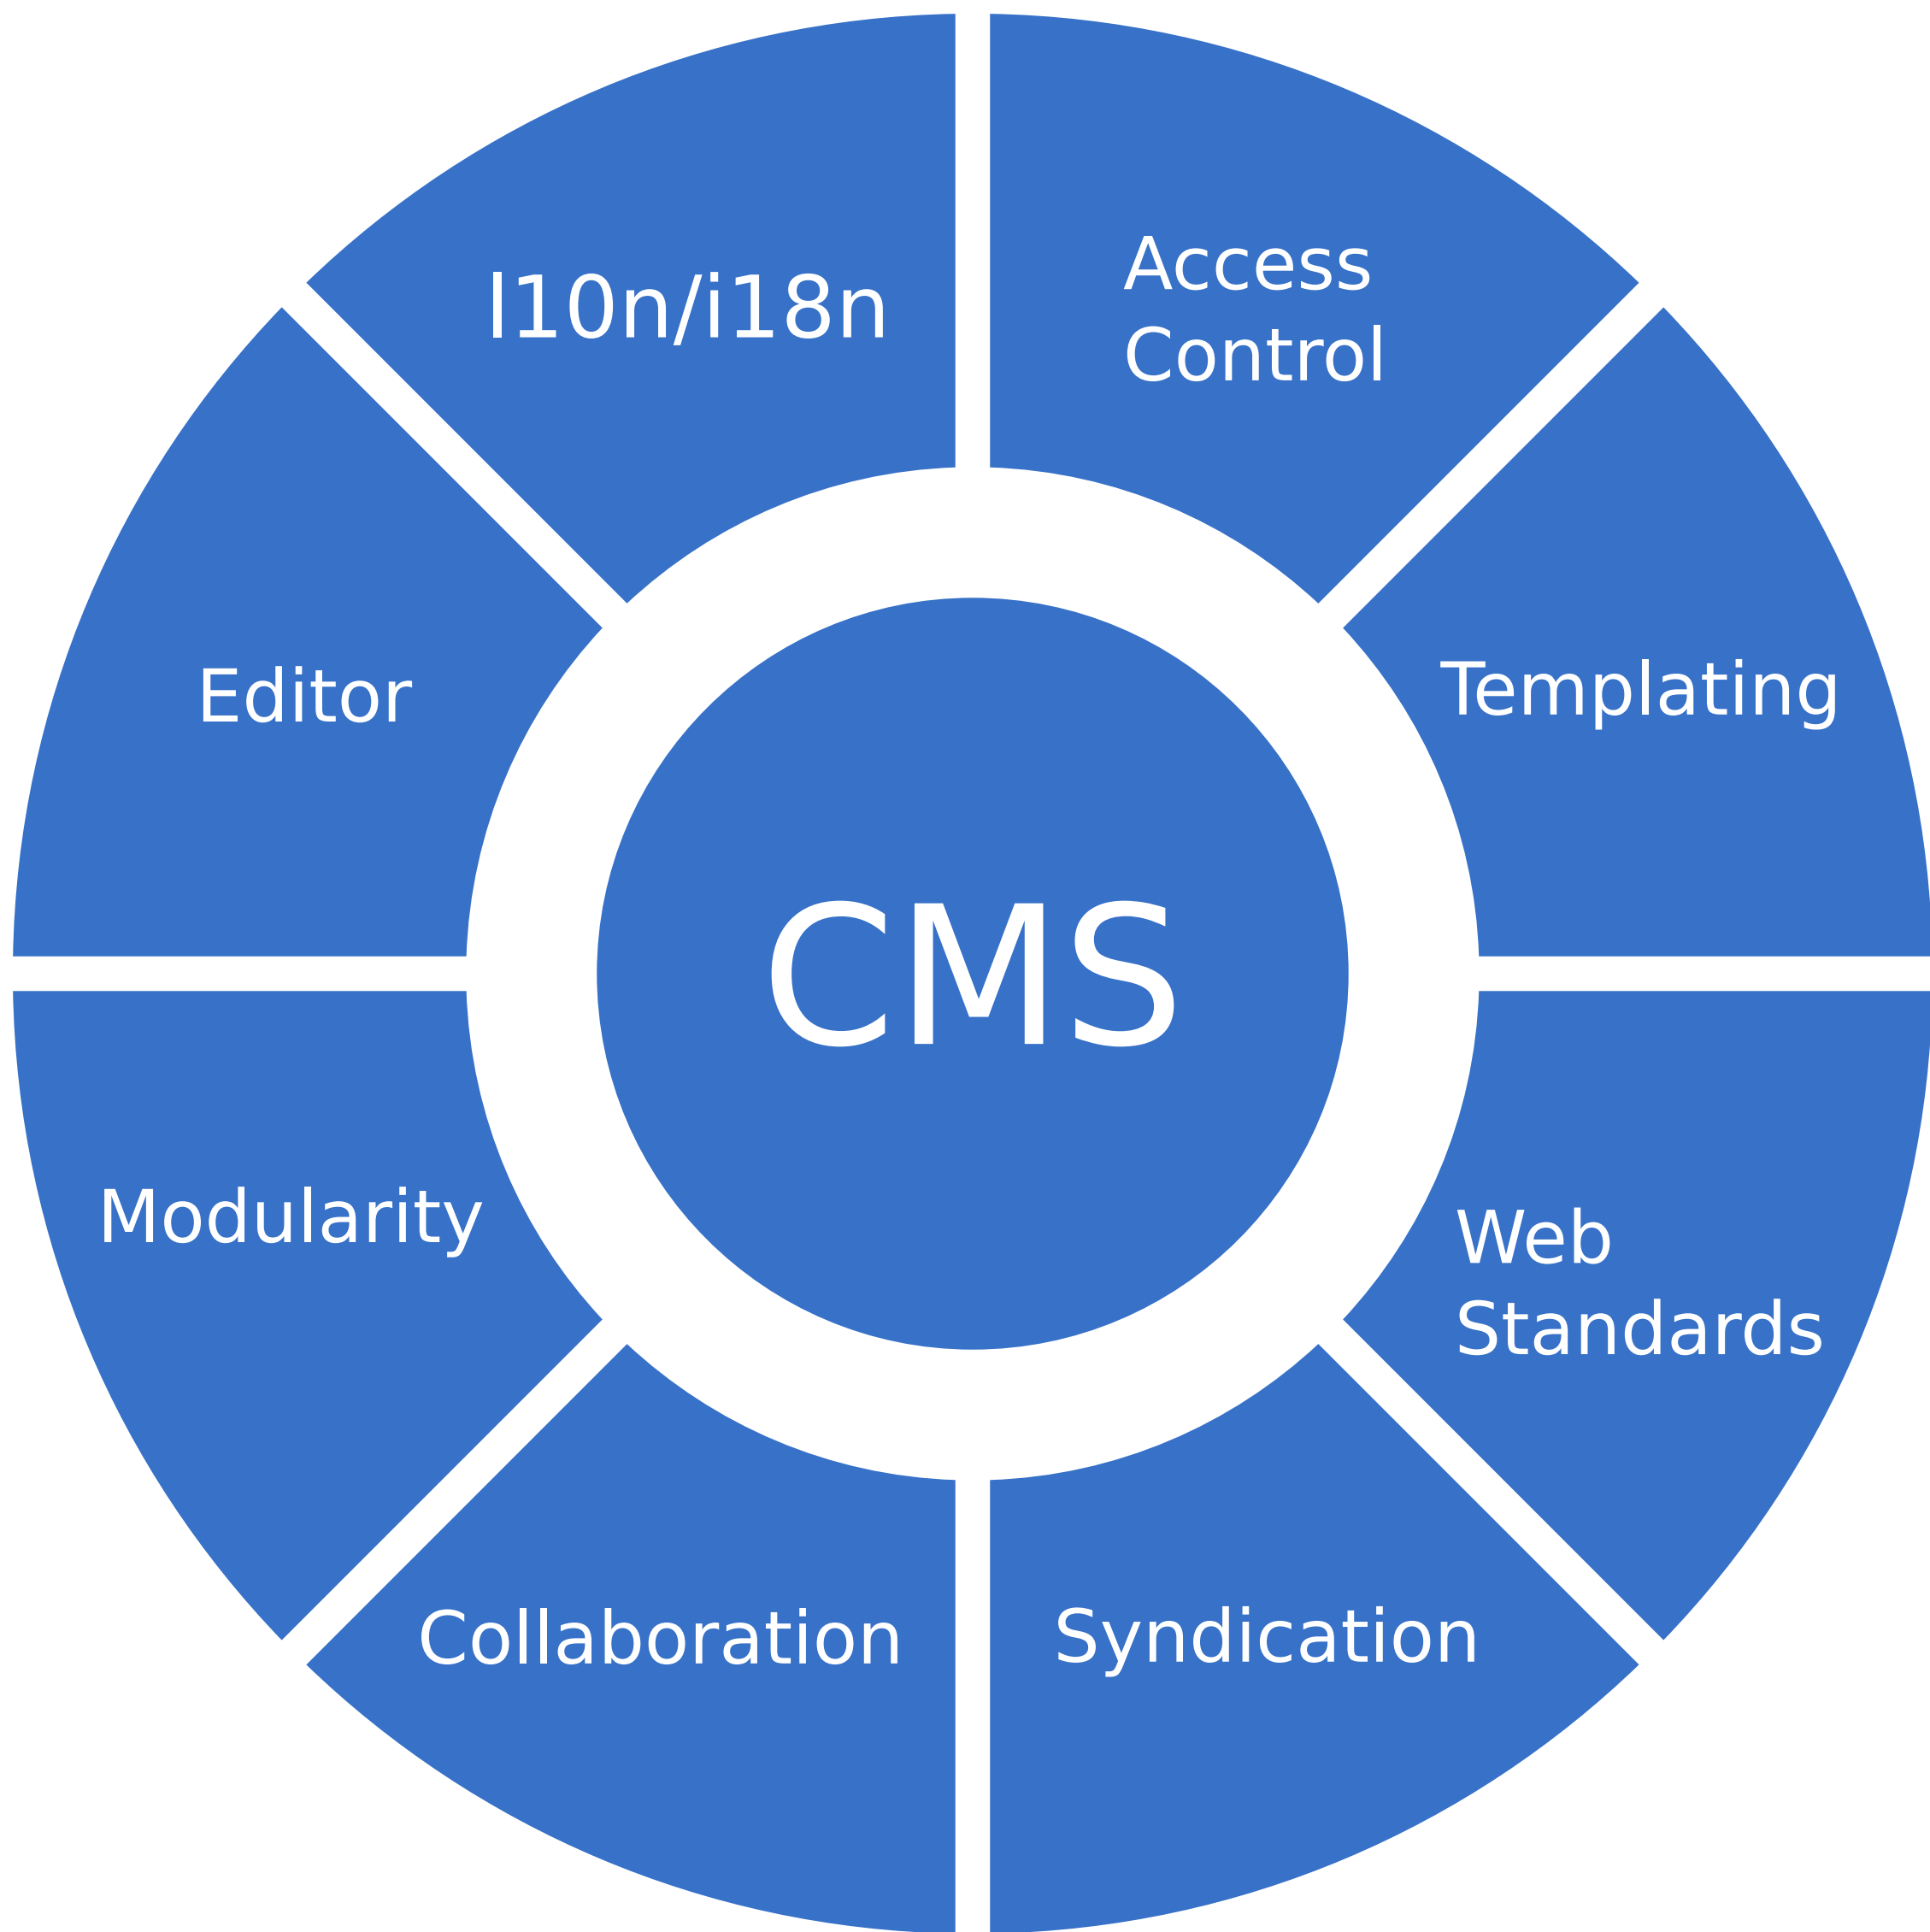 l10n/i18n
Access
Control
Editor
Templating
CMS
Modularity
Web
Standards
Collaboration
Syndication